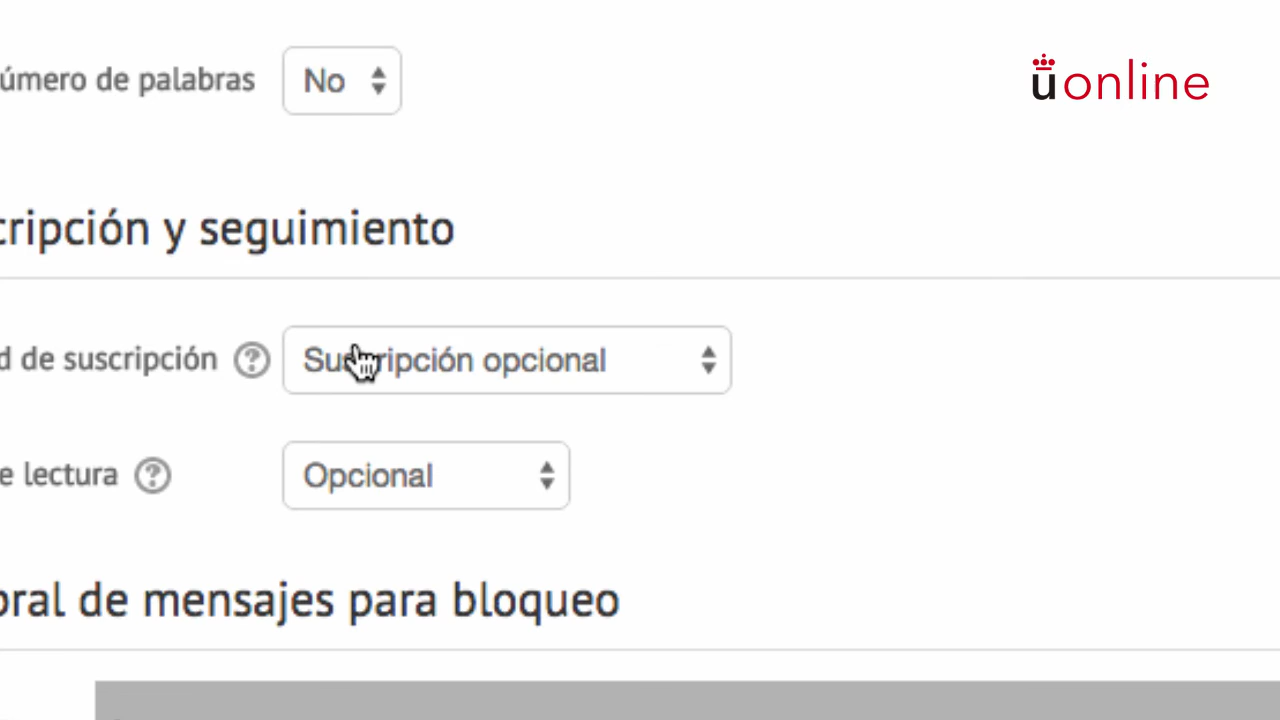 úmero de palabras No
üonline
cripción y seguimiento
d de suscripción ? Suscripción opcional
e lectura ? Opcional
oral de mensajes para bloqueo